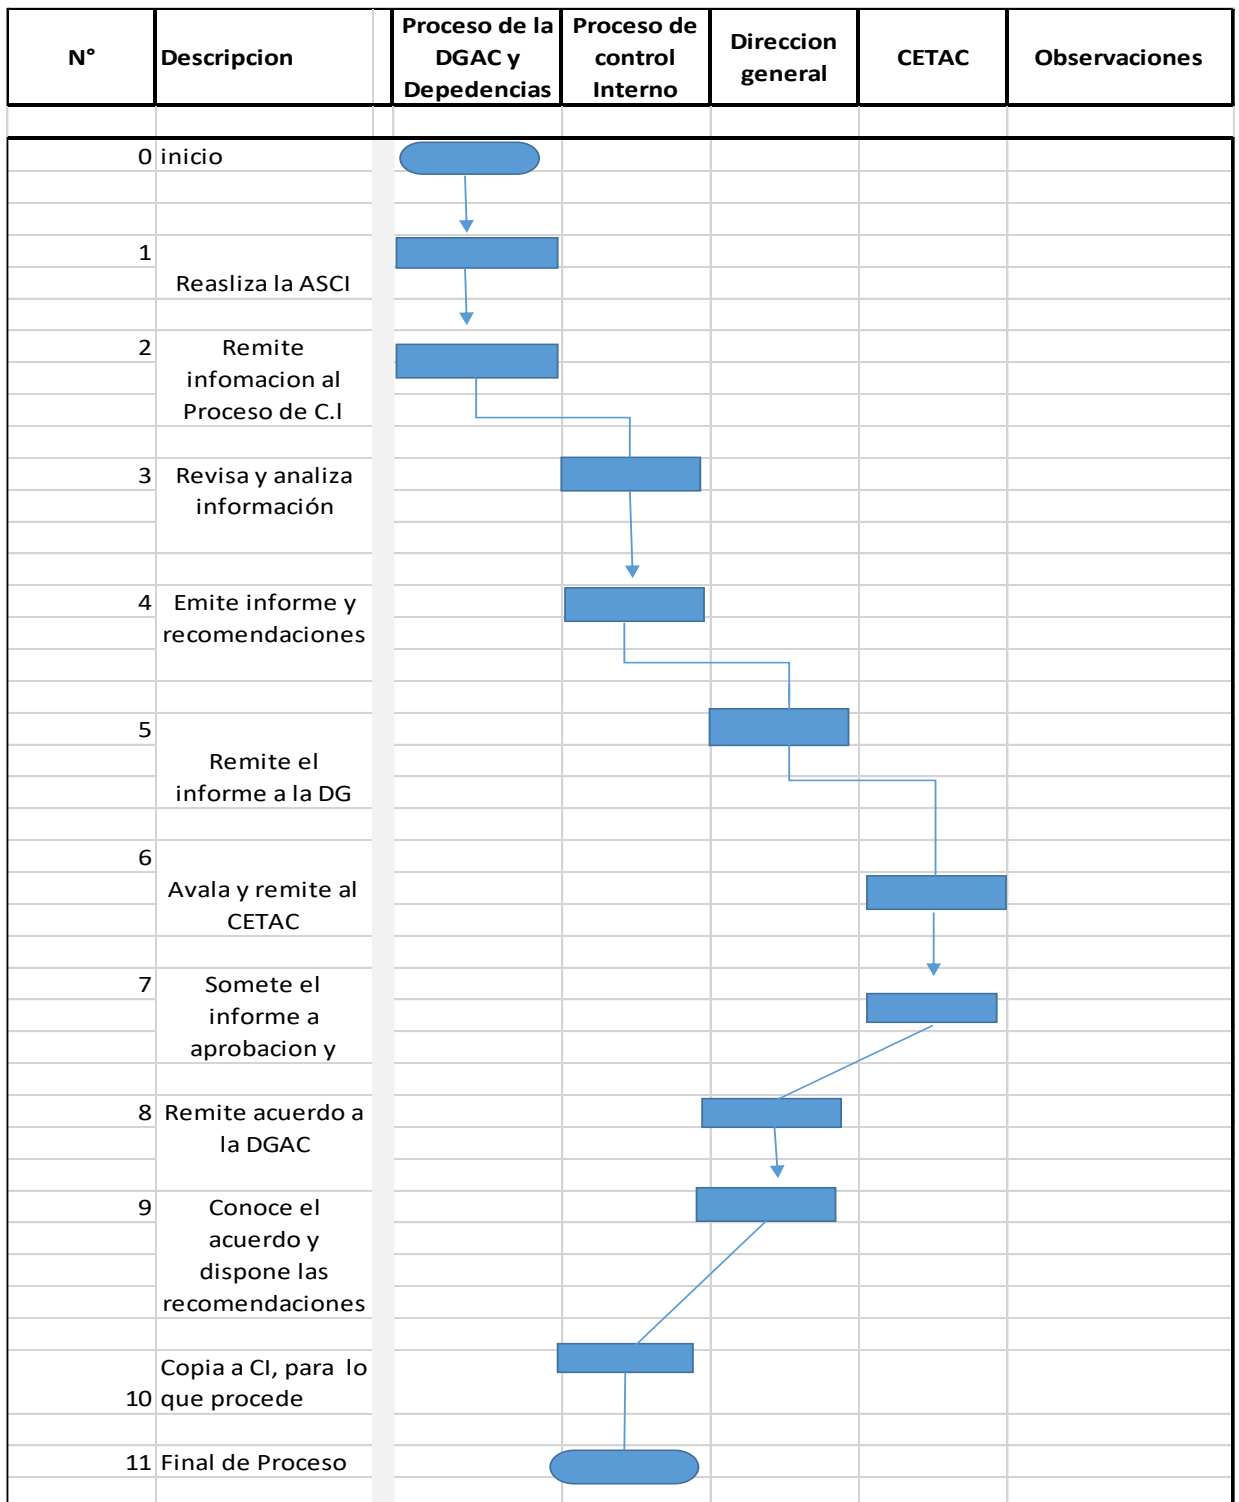 N°
Descripcion
Proceso de la
DGAC y
Depedencias
Proceso de
control
Interno
Direccion
general
CETAC
Observaciones
0 inicio
1
Reasliza la ASCI
2 Remite
infomacion al
Proceso de C.l
3 Revisa y analiza
información
4 Emite informe y
recomendaciones
5
Remite el
informe a la DG
6
Avala y remite al
CETAC
7 Somete el
informe a
aprobacion y
8 Remite acuerdo a
la DGAC
9 Conoce el
acuerdo y
dispone las
recomendaciones
Copia a CI, para lo
10 que procede
11 Final de Proceso